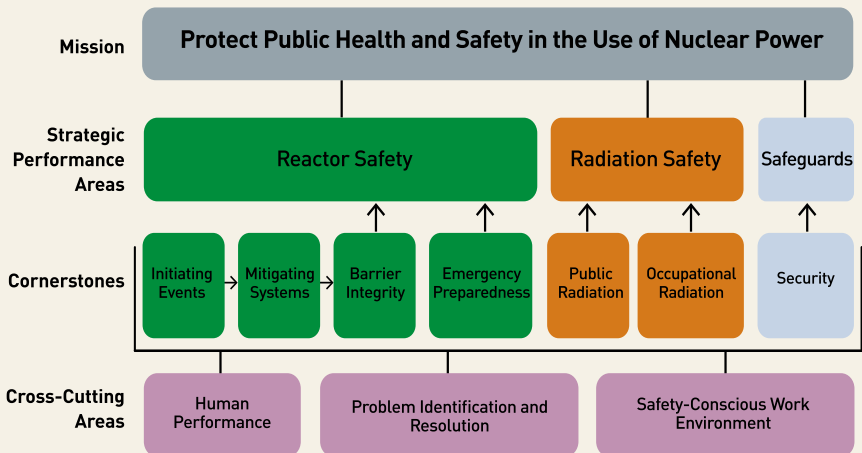 Mission
Protect Public Health and Safety in the Use of Nuclear Power
Strategic
Performance
Areas
Reactor Safety
Radiation Safety
Safeguards
Cornerstones
Initiating
Events
Mitigating
Systems
Barrier
Integrity
Emergency
Preparedness
Public
Radiation
Occupational
Radiation
Security
Cross-Cutting
Areas
Human
Performance
Problem Identification and
Resolution
Safety-Conscious Work
Environment